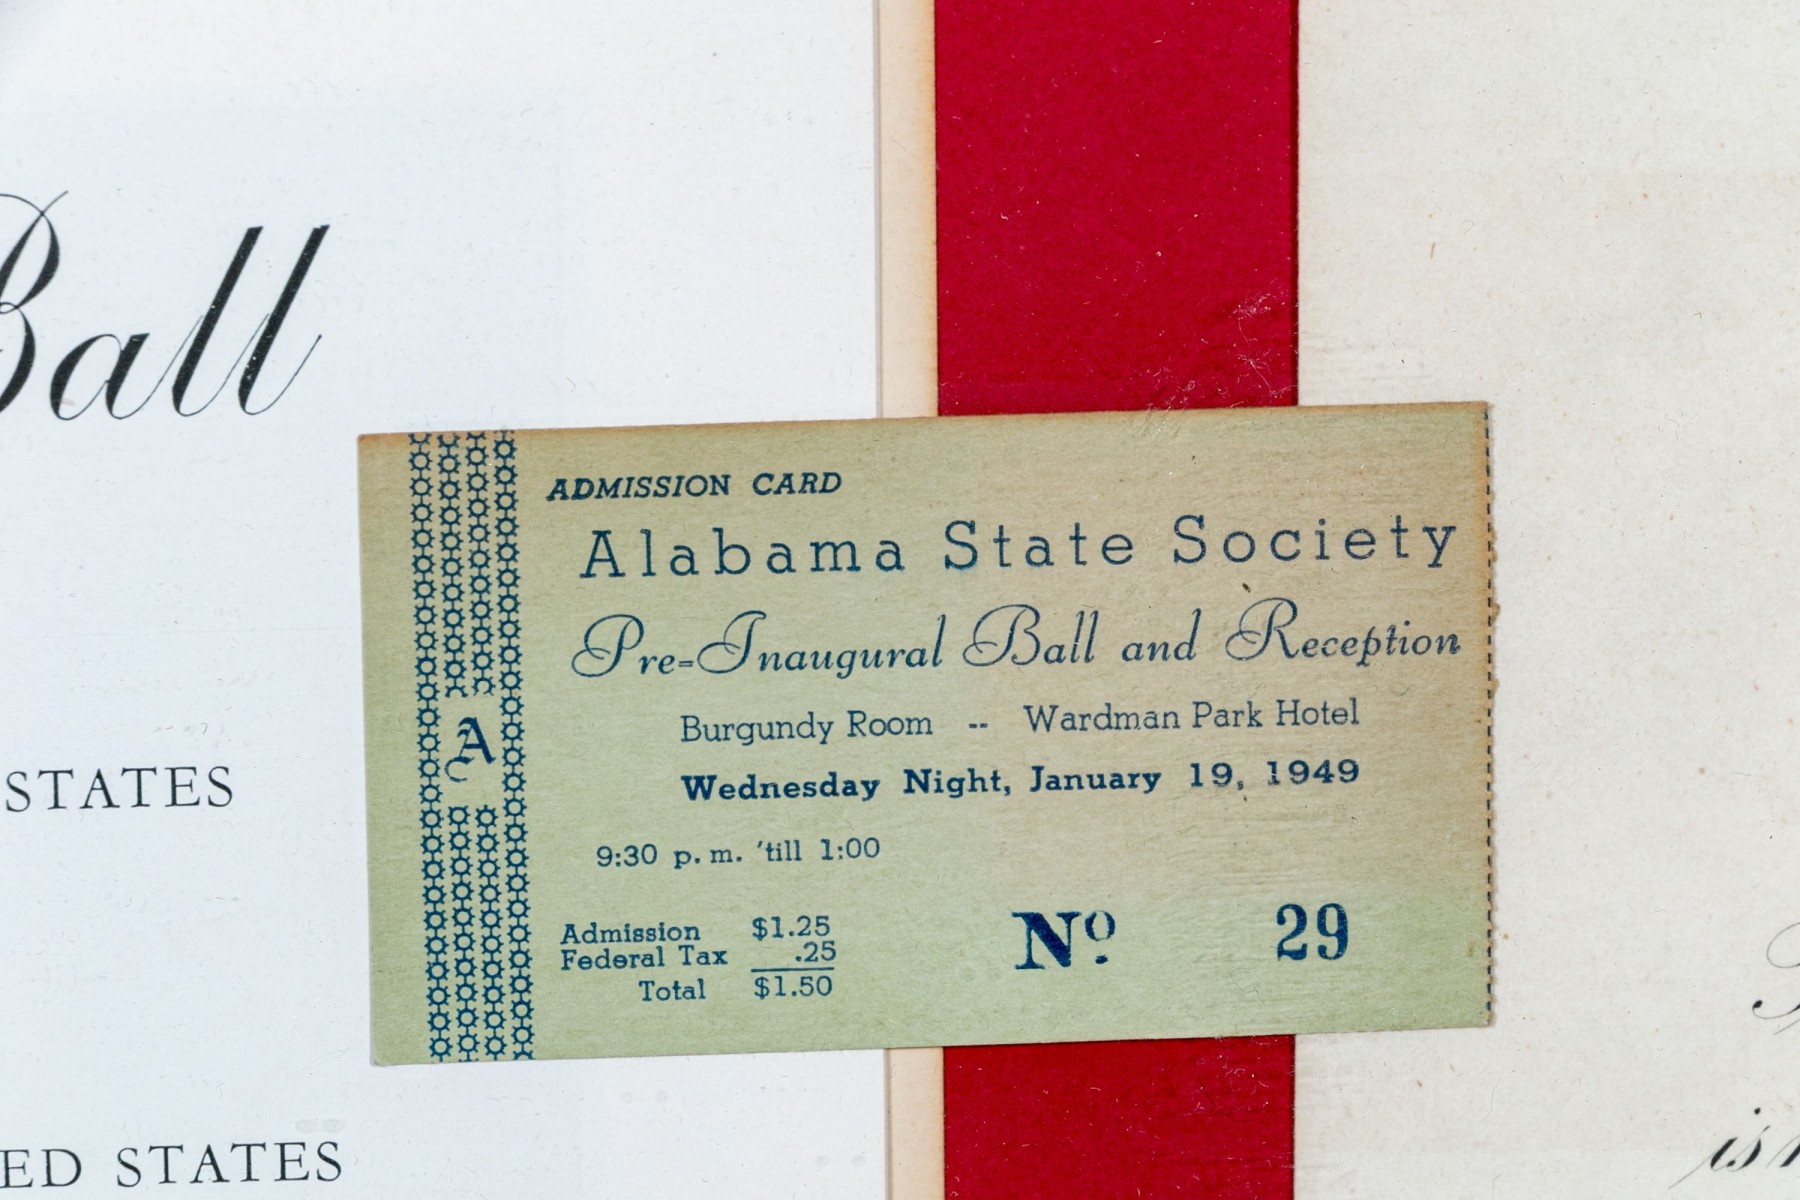 Ball
STATES
ED STATES
ADMISSION CARD
Alabama State Society
Pre=Inaugural Ball and Reception
A
Burgundy Room -- Wardman Park Hotel
Wednesday Night, January 19, 1949
9:30 p. m. 'till 1:00
Admission $1.25
Federal Tax .25
Total $1.50
Nº 29
is